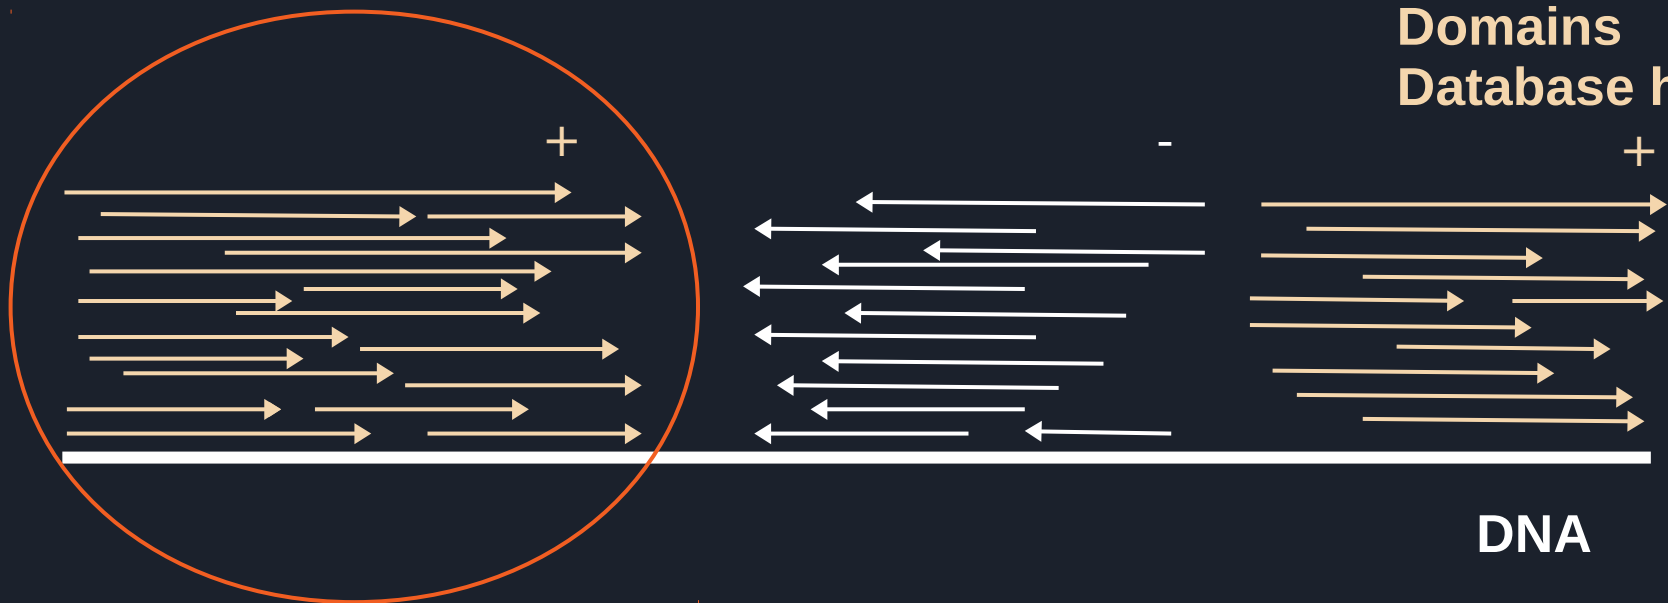 Domains
Database h
+
-
+
DNA